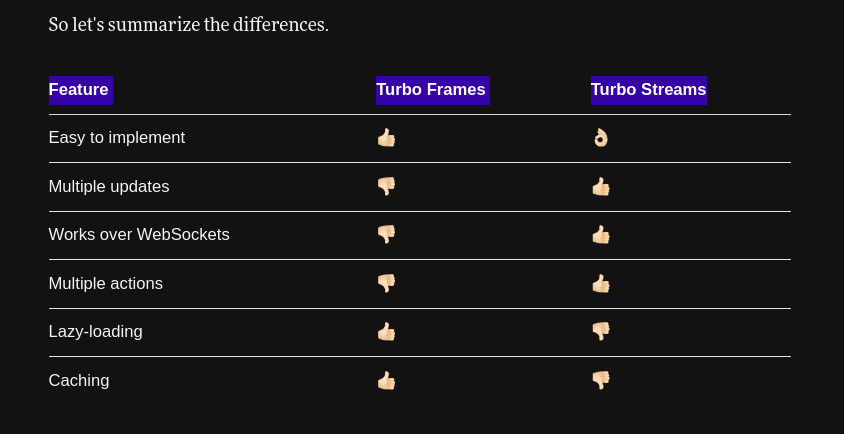 So let's summarize the differences.
Feature Turbo Frames Turbo Streams
Easy to implement 👍🏻 👌🏻
Multiple updates 👎🏻 👍🏻
Works over WebSockets 👎🏻 👍🏻
Multiple actions 👎🏻 👍🏻
Lazy-loading 👍🏻 👎🏻
Caching 👍🏻 👎🏻